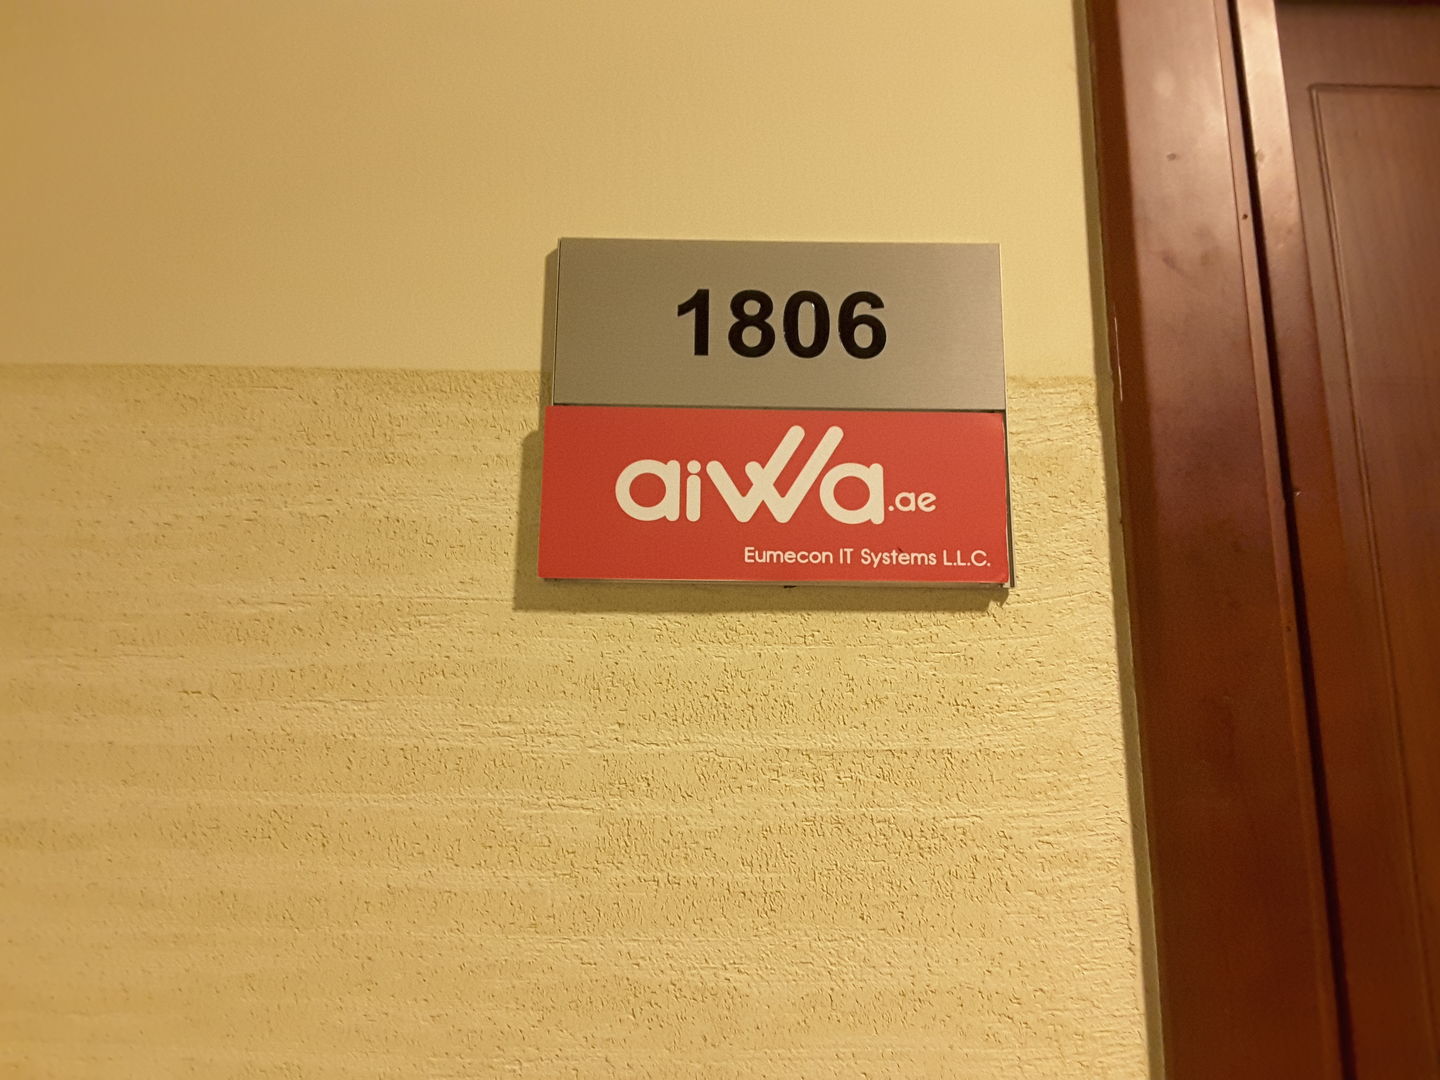 1806
aiwa.ae
Eumecon IT Systems L.L.C.